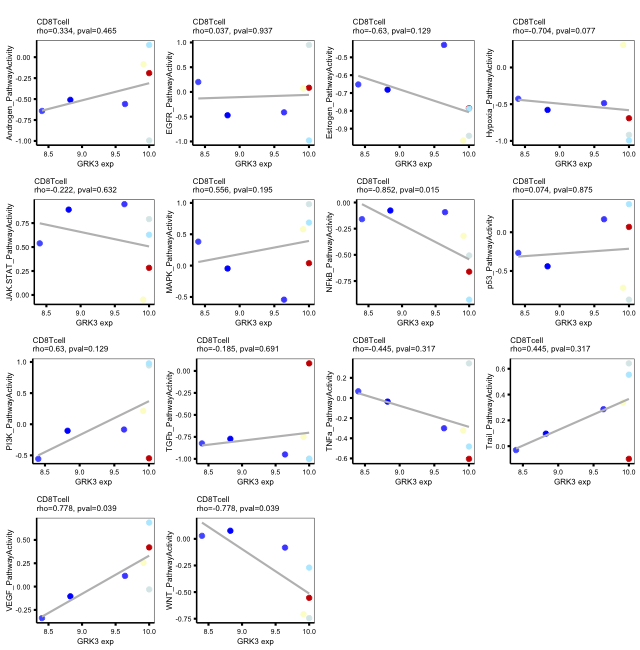 CD8Tcell
rho=0.334, pval=0.465
Androgen_PathwayActivity
0.00
-0.25
-0.50
-0.75
-1.00
8.5 9.0 9.5 10.0
GRK3 exp
CD8Tcell
rho=0.037, pval=0.937
EGFR_PathwayActivity
1.0
0.5
0.0
-0.5
-1.0
8.5 9.0 9.5 10.0
GRK3 exp
CD8Tcell
rho=-0.63, pval=0.129
Estrogen_PathwayActivity
-0.5
-0.6
-0.7
-0.8
-0.9
8.5 9.0 9.5 10.0
GRK3 exp
CD8Tcell
rho=-0.704, pval=0.077
Hypoxia_PathwayActivity
0.0
-0.5
-1.0
8.5 9.0 9.5 10.0
GRK3 exp
CD8Tcell
rho=-0.222, pval=0.632
JAK-STAT_PathwayActivity
0.75
0.50
0.25
0.00
8.5 9.0 9.5 10.0
GRK3 exp
CD8Tcell
rho=0.556, pval=0.195
MAPK_PathwayActivity
1.0
0.5
0.0
-0.5
8.5 9.0 9.5 10.0
GRK3 exp
CD8Tcell
rho=-0.852, pval=0.015
NFkB_PathwayActivity
0.00
-0.25
-0.50
-0.75
8.5 9.0 9.5 10.0
GRK3 exp
CD8Tcell
rho=0.074, pval=0.875
p53_PathwayActivity
0.0
-0.5
8.5 9.0 9.5 10.0
GRK3 exp
CD8Tcell
rho=0.63, pval=0.129
PI3K_PathwayActivity
1.0
0.5
0.0
-0.5
8.5 9.0 9.5 10.0
GRK3 exp
CD8Tcell
rho=-0.185, pval=0.691
TGFb_PathwayActivity
0.00
-0.25
-0.50
-0.75
-1.00
8.5 9.0 9.5 10.0
GRK3 exp
CD8Tcell
rho=-0.445, pval=0.317
TNFa_PathwayActivity
0.2
0.0
-0.2
-0.4
-0.6
8.5 9.0 9.5 10.0
GRK3 exp
CD8Tcell
rho=0.445, pval=0.317
Trail_PathwayActivity
0.6
0.4
0.2
0.0
8.5 9.0 9.5 10.0
GRK3 exp
CD8Tcell
rho=0.778, pval=0.039
VEGF_PathwayActivity
0.50
0.25
0.00
-0.25
8.5 9.0 9.5 10.0
GRK3 exp
CD8Tcell
rho=-0.778, pval=0.039
WNT_PathwayActivity
0.00
-0.25
-0.50
-0.75
8.5 9.0 9.5 10.0
GRK3 exp